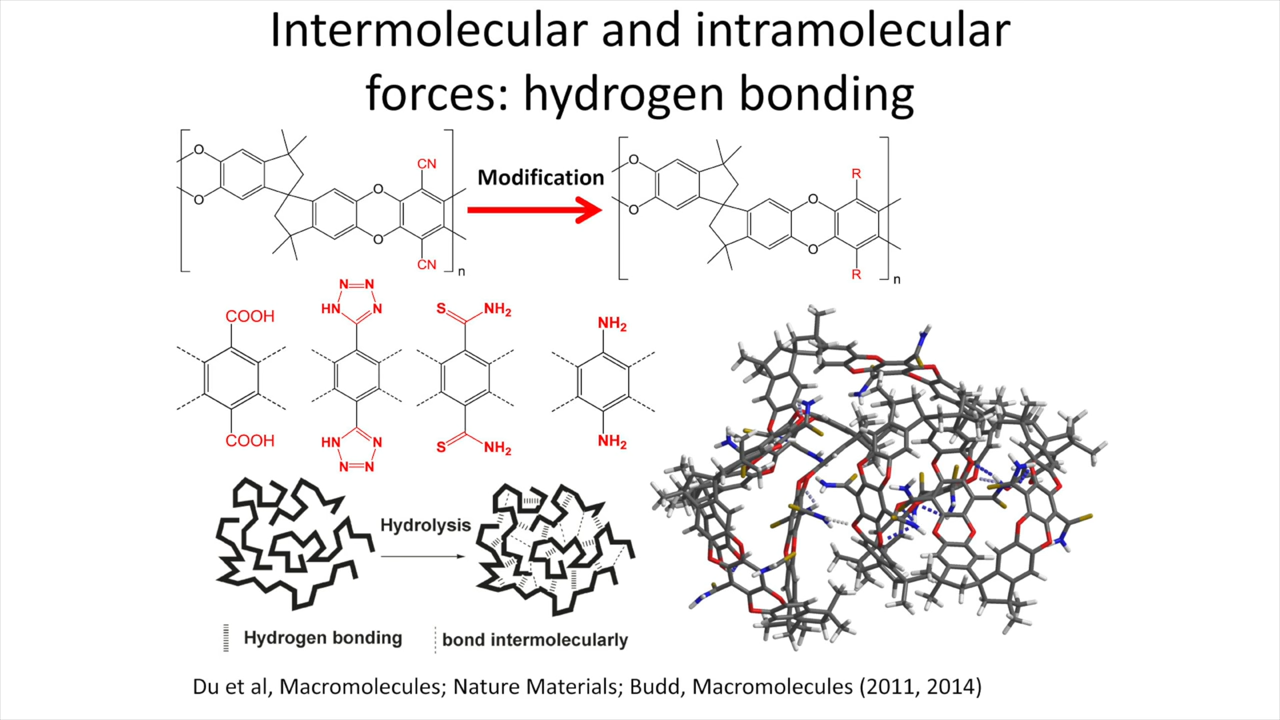 Intermolecular and intramolecular
forces: hydrogen bonding
O
O
O
O
CN
CN
n
Modification
O
O
O
O
R
R
n
COOH
COOH
N N
HN N
HN N
N N
S NH2
S NH2
NH2
NH2
Hydrolysis
Hydrogen bonding
bond intermolecularly
Du et al, Macromolecules; Nature Materials; Budd, Macromolecules (2011, 2014)